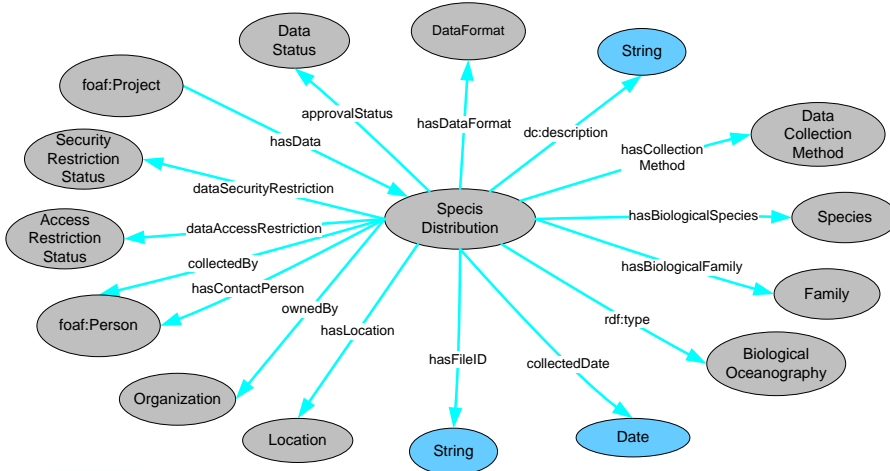 Data
Status
DataFormat
String
foaf:Project
approvalStatus
hasDataFormat
dc:description
hasData
hasCollection
Method
Data
Collection
Method
Security
Restriction
Status
dataSecurityRestriction
Specis
Distribution
hasBiologicalSpecies
Species
Access
Restriction
Status
dataAccessRestriction
collectedBy
hasContactPerson
hasBiologicalFamily
Family
foaf:Person
ownedBy
hasLocation
rdf:type
hasFileID
collectedDate
Biological
Oceanography
Organization
Location
String
Date